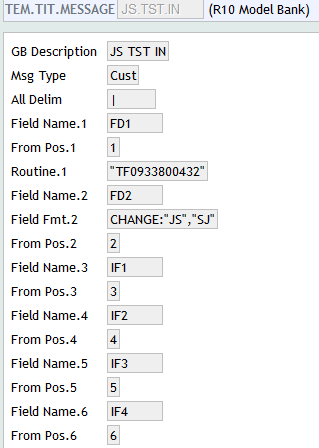 TEM.TIT.MESSAGE JS.TST.IN (R10 Model Bank)
GB Description JS TST IN
Msg Type Cust
All Delim |
Field Name.1 FD1
From Pos.1 1
Routine.1 "TF0933800432"
Field Name.2 FD2
Field Fmt.2 CHANGE:"JS","SJ"
From Pos.2 2
Field Name.3 IF1
From Pos.3 3
Field Name.4 IF2
From Pos.4 4
Field Name.5 IF3
From Pos.5 5
Field Name.6 IF4
From Pos.6 6